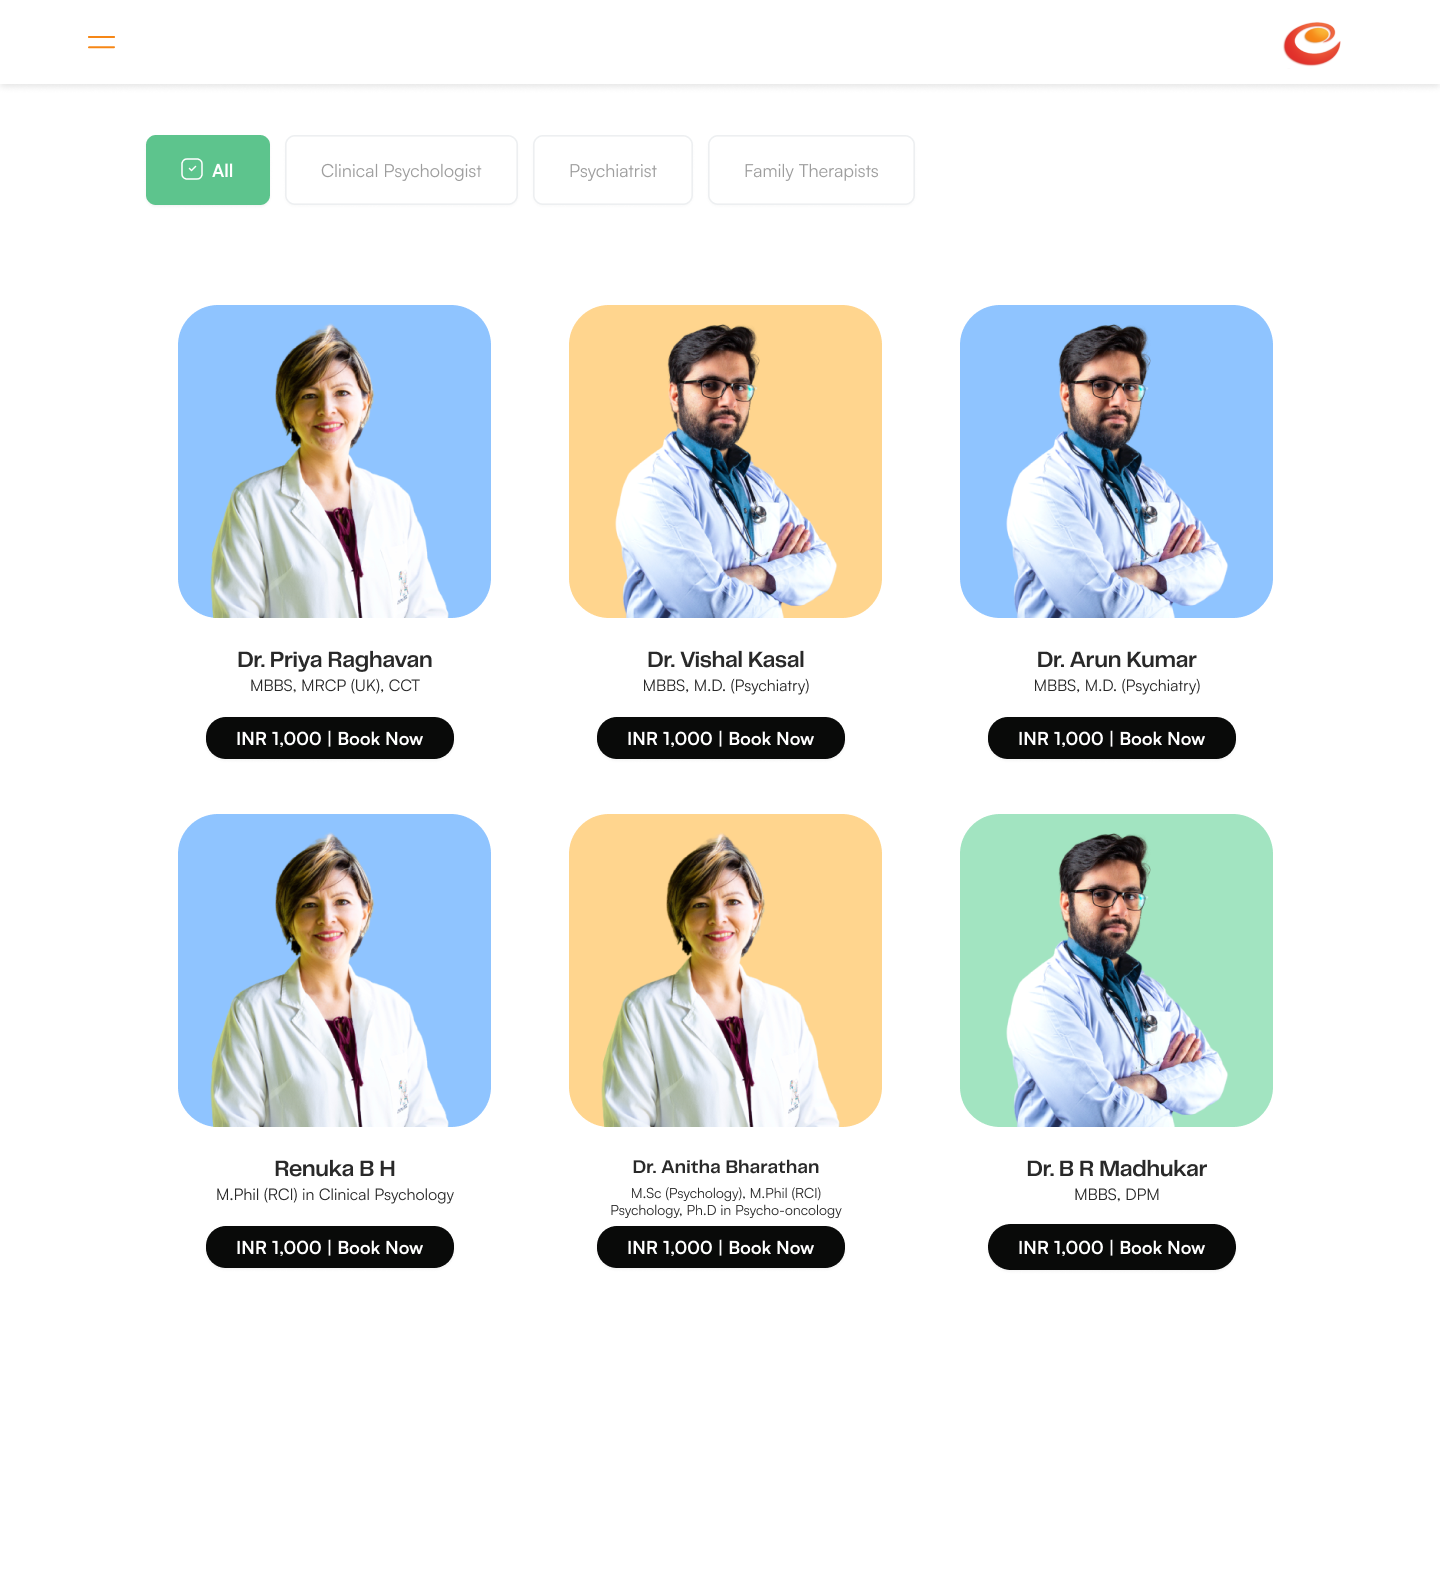 All
Clinical Psychologist
Psychiatrist
Family Therapists
Dr. Priya Raghavan
MBBS, MRCP (UK), CCT
INR 1,000 | Book Now
Dr. Vishal Kasal
MBBS, M.D. (Psychiatry)
INR 1,000 | Book Now
Dr. Arun Kumar
MBBS, M.D. (Psychiatry)
INR 1,000 | Book Now
Renuka B H
M.Phil (RCI) in Clinical Psychology
INR 1,000 | Book Now
Dr. Anitha Bharathan
M.Sc (Psychology), M.Phil (RCI)
Psychology, Ph.D in Psycho-oncology
INR 1,000 | Book Now
Dr. B R Madhukar
MBBS, DPM
INR 1,000 | Book Now